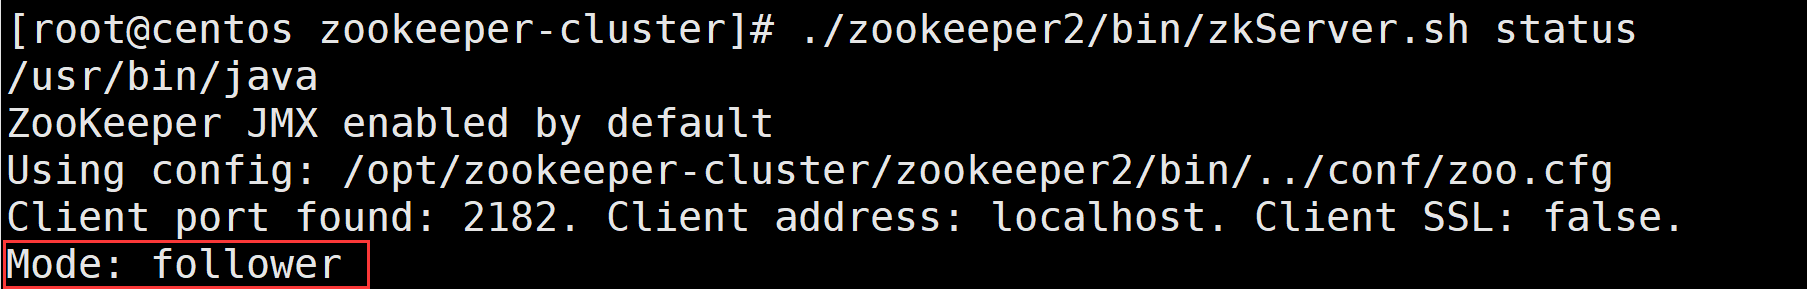 [root@centos zookeeper-cluster]# ./zookeeper2/bin/zkServer.sh status
/usr/bin/java
ZooKeeper JMX enabled by default
Using config: /opt/zookeeper-cluster/zookeeper2/bin/../conf/zoo.cfg
Client port found: 2182. Client address: localhost. Client SSL: false.
Mode: follower